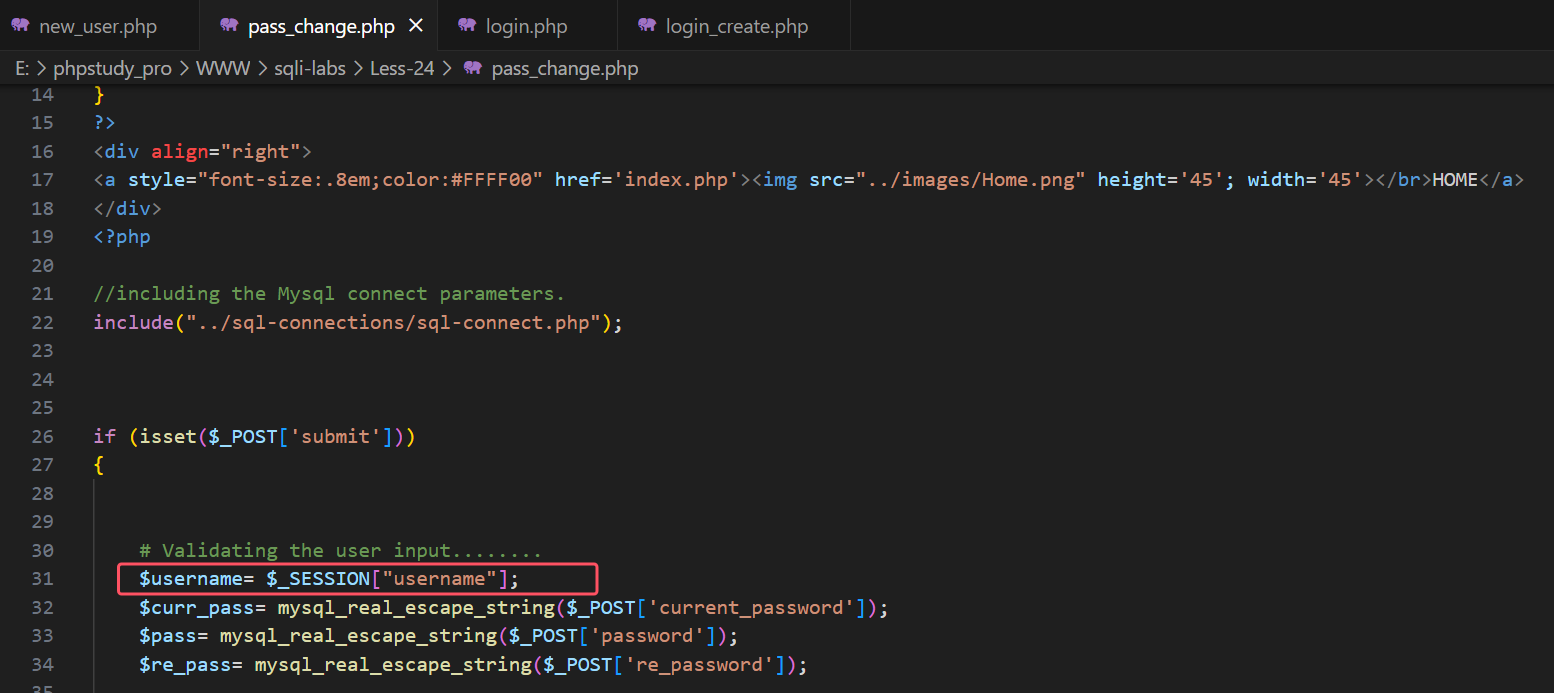 new_user.php pass_change.php × login.php login_create.php
E: > phpstudy_pro > WWW > sqli-labs > Less-24 > pass_change.php
14 }
15 ?>
16 <div align="right">
17 <a style="font-size:.8em;color:#FFFF00" href='index.php'><img src="../images/Home.png" height='45'; width='45'></br>HOME</a>
18 </div>
19 <?php
20
21 //including the Mysql connect parameters.
22 include("../sql-connections/sql-connect.php");
23
24
25
26 if (isset($_POST['submit']))
27 {
28
29
30 # Validating the user input........
31 $username= $_SESSION["username"];
32 $curr_pass= mysql_real_escape_string($_POST['current_password']);
33 $pass= mysql_real_escape_string($_POST['password']);
34 $re_pass= mysql_real_escape_string($_POST['re_password']);
35